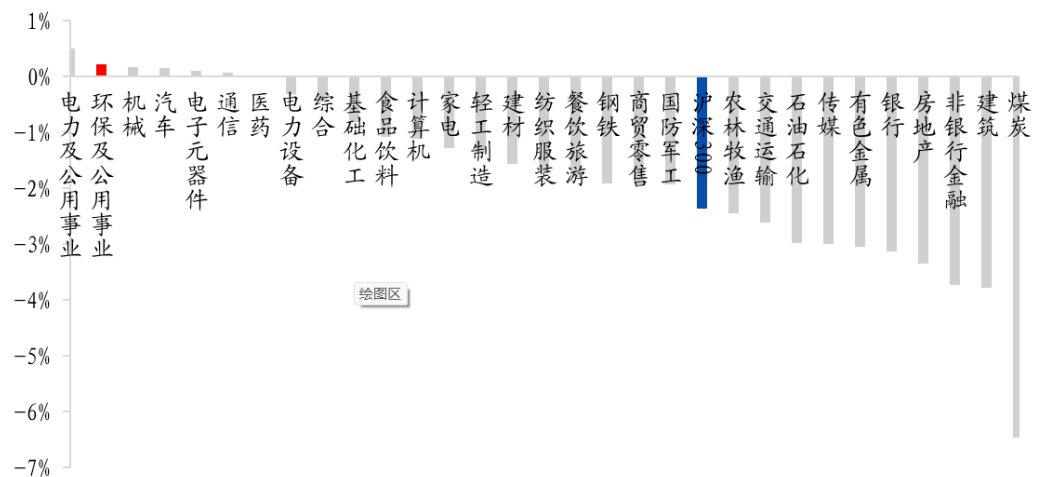 1%
0%
-1%
-2%
-3%
-4%
-5%
-6%
-7%
电力及公用事业
环保及公用事业
机械
汽车
电子元器件
通信
医药
电力设备
综合
基础化工
食品饮料
计算机
家电
轻工制造
建材
纺织服装
餐饮旅游
钢铁
商贸零售
国防军工
沪深300
农林牧渔
交通运输
石油石化
传媒
有色金属
银行
房地产
非银行金融
建筑
煤炭
绘图区